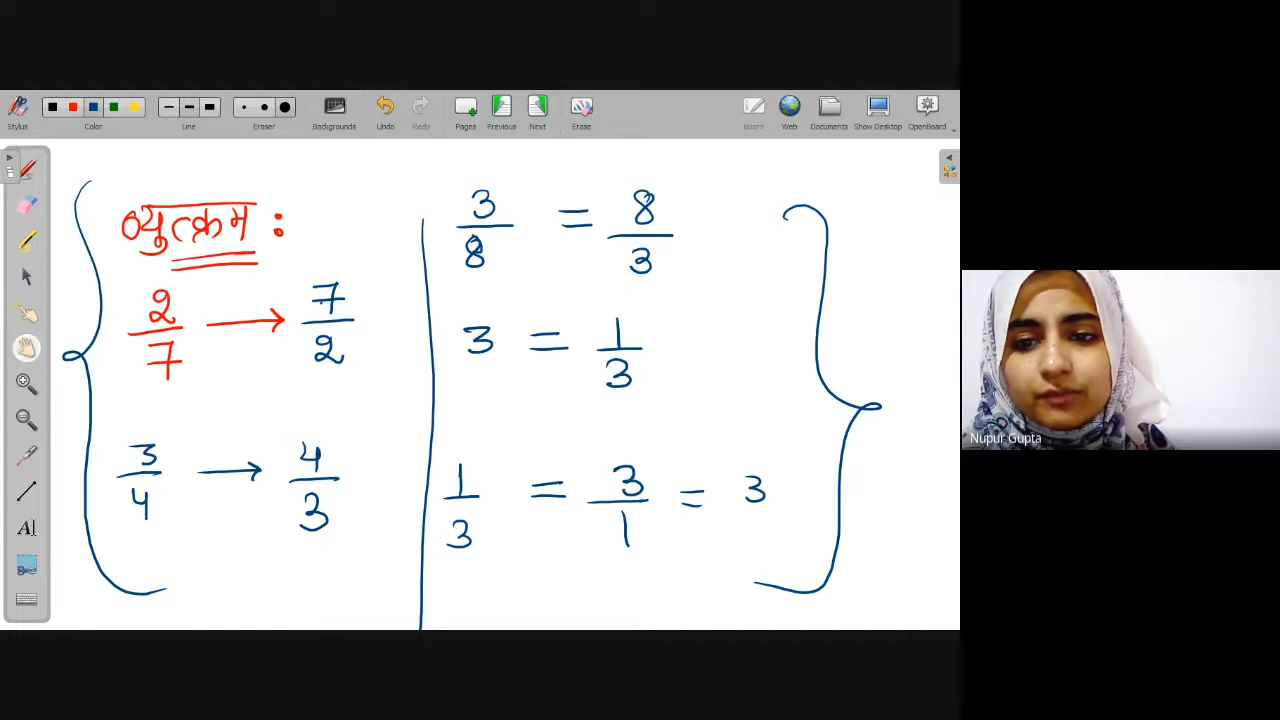 Stylus Color Line Eraser Backgrounds Undo Redo Pages Previous Next Erase Board Web Documents Show Desktop OpenBoard
व्युत्क्रम :
2/7 → 7/2
3/4 → 4/3
3/8 = 8/3
3 = 1/3
1/3 = 3/1 = 3
Nupur Gupta